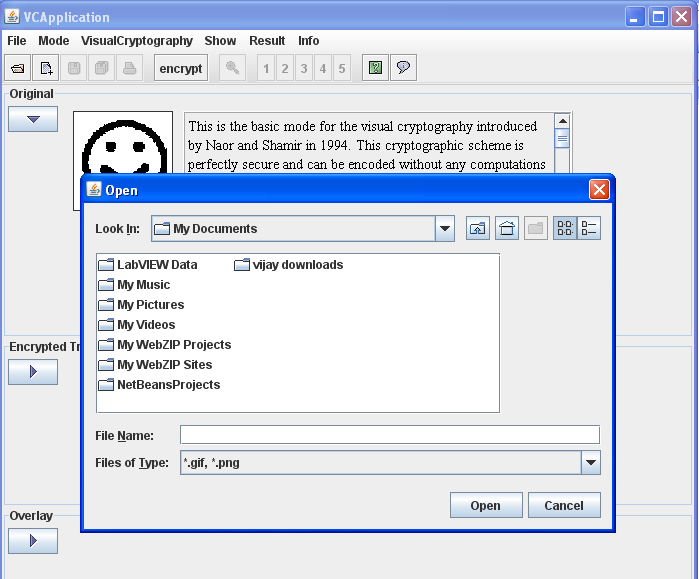 VCApplication
File Mode VisualCryptography Show Result Info
encrypt 1 2 3 4 5 ?
Original
This is the basic mode for the visual cryptography introduced
by Naor and Shamir in 1994. This cryptographic scheme is
perfectly secure and can be encoded without any computations
Open
Look In: My Documents
LabVIEW Data vijay downloads
My Music
My Pictures
My Videos
My WebZIP Projects
My WebZIP Sites
NetBeansProjects
Encrypted Tr
File Name:
Files of Type: *.gif, *.png
Open Cancel
Overlay